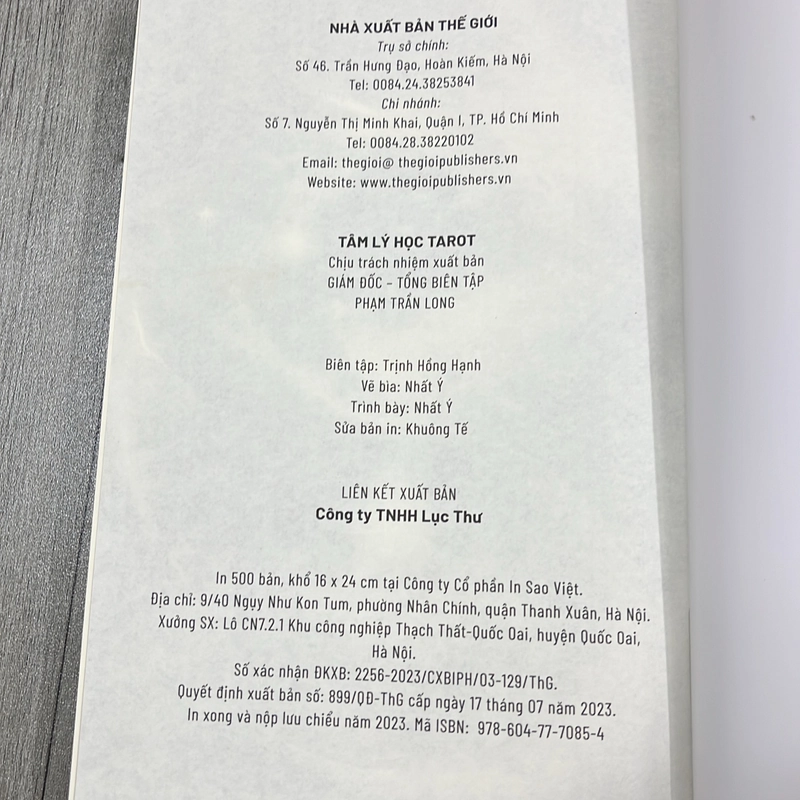 NHÀ XUẤT BẢN THẾ GIỚI
Trụ sở chính:
Số 46. Trần Hưng Đạo, Hoàn Kiếm, Hà Nội
Tel: 0084.24.38253841
Chi nhánh:
Số 7. Nguyễn Thị Minh Khai, Quận I, TP. Hồ Chí Minh
Tel: 0084.28.38220102
Email: thegioi@ thegioipublishers.vn
Website: www.thegioipublishers.vn
TÂM LÝ HỌC TAROT
Chịu trách nhiệm xuất bản
GIÁM ĐỐC – TỔNG BIÊN TẬP
PHẠM TRẦN LONG
Biên tập: Trịnh Hồng Hạnh
Vẽ bìa: Nhất Ý
Trình bày: Nhất Ý
Sửa bản in: Khuông Tế
LIÊN KẾT XUẤT BẢN
Công ty TNHH Lục Thư
In 500 bản, khổ 16 x 24 cm tại Công ty Cổ phần In Sao Việt.
Địa chỉ: 9/40 Ngụy Như Kon Tum, phường Nhân Chính, quận Thanh Xuân, Hà Nội.
Xưởng SX: Lô CN7.2.1 Khu công nghiệp Thạch Thất-Quốc Oai, huyện Quốc Oai,
Hà Nội.
Số xác nhận ĐKXB: 2256-2023/CXBIPH/03-129/ThG.
Quyết định xuất bản số: 899/QĐ-ThG cấp ngày 17 tháng 07 năm 2023.
In xong và nộp lưu chiểu năm 2023. Mã ISBN: 978-604-77-7085-4